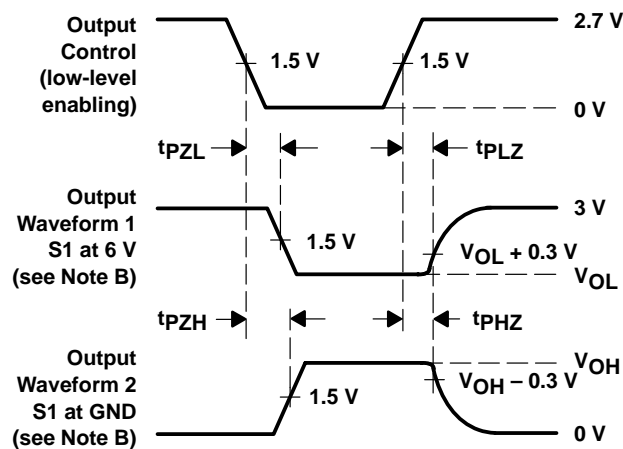 Output
Control
(low-level
enabling)
1.5 V
1.5 V
2.7 V
0 V
tPZL
tPLZ
Output
Waveform 1
S1 at 6 V
(see Note B)
1.5 V
3 V
VOL + 0.3 V
VOL
tPZH
tPHZ
Output
Waveform 2
S1 at GND
(see Note B)
1.5 V
VOH
VOH − 0.3 V
0 V